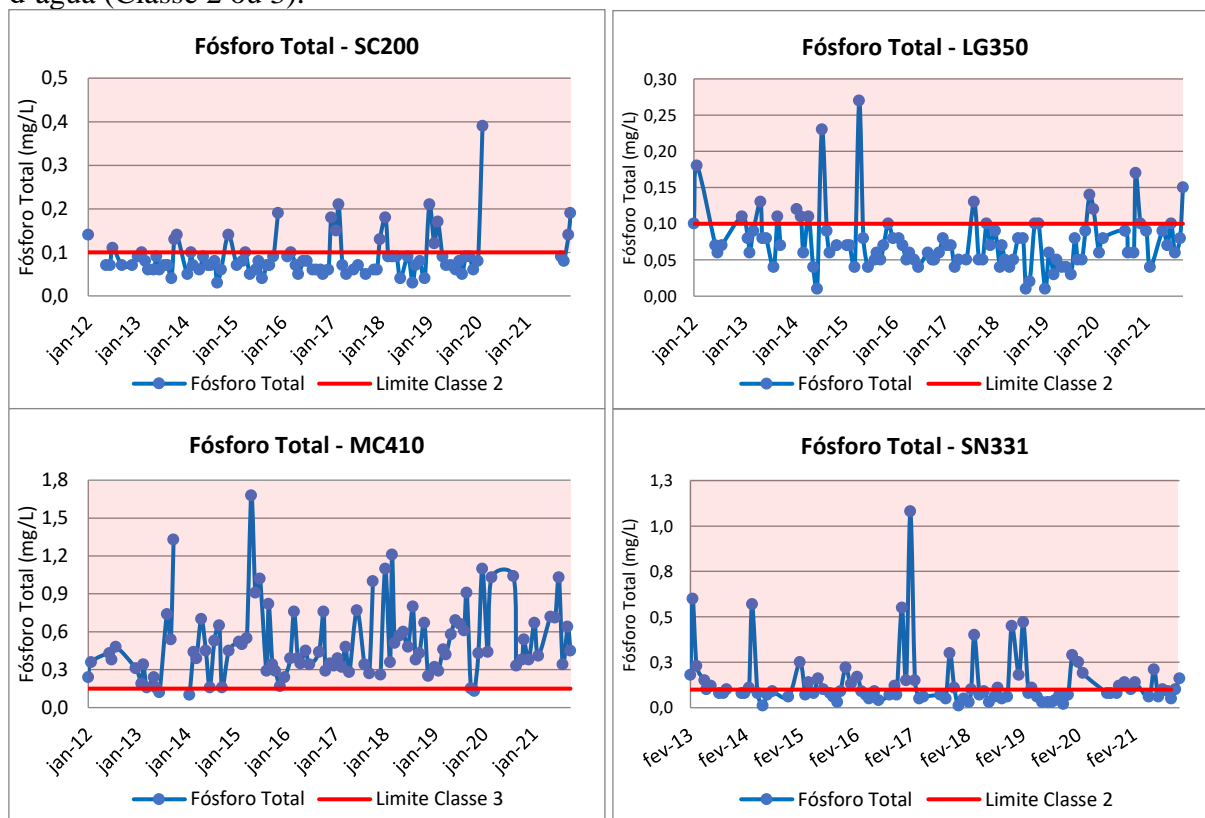 d'água (Classe 2 ou 3).
Fósforo Total - SC200
Fósforo Total (mg/L)
0,5
0,4
0,3
0,2
0,1
0,0
jan-12
jan-13
jan-14
jan-15
jan-16
jan-17
jan-18
jan-19
jan-20
jan-21
Fósforo Total
Limite Classe 2
Fósforo Total - LG350
Fósforo Total (mg/L)
0,30
0,25
0,20
0,15
0,10
0,05
0,00
jan-12
jan-13
jan-14
jan-15
jan-16
jan-17
jan-18
jan-19
jan-20
jan-21
Fósforo Total
Limite Classe 2
Fósforo Total - MC410
Fósforo Total (mg/L)
1,8
1,5
1,2
0,9
0,6
0,3
0,0
jan-12
jan-13
jan-14
jan-15
jan-16
jan-17
jan-18
jan-19
jan-20
jan-21
Fósforo Total
Limite Classe 3
Fósforo Total - SN331
Fósforo Total (mg/L)
1,3
1,0
0,8
0,5
0,3
0,0
fev-13
fev-14
fev-15
fev-16
fev-17
fev-18
fev-19
fev-20
fev-21
Fósforo Total
Limite Classe 2